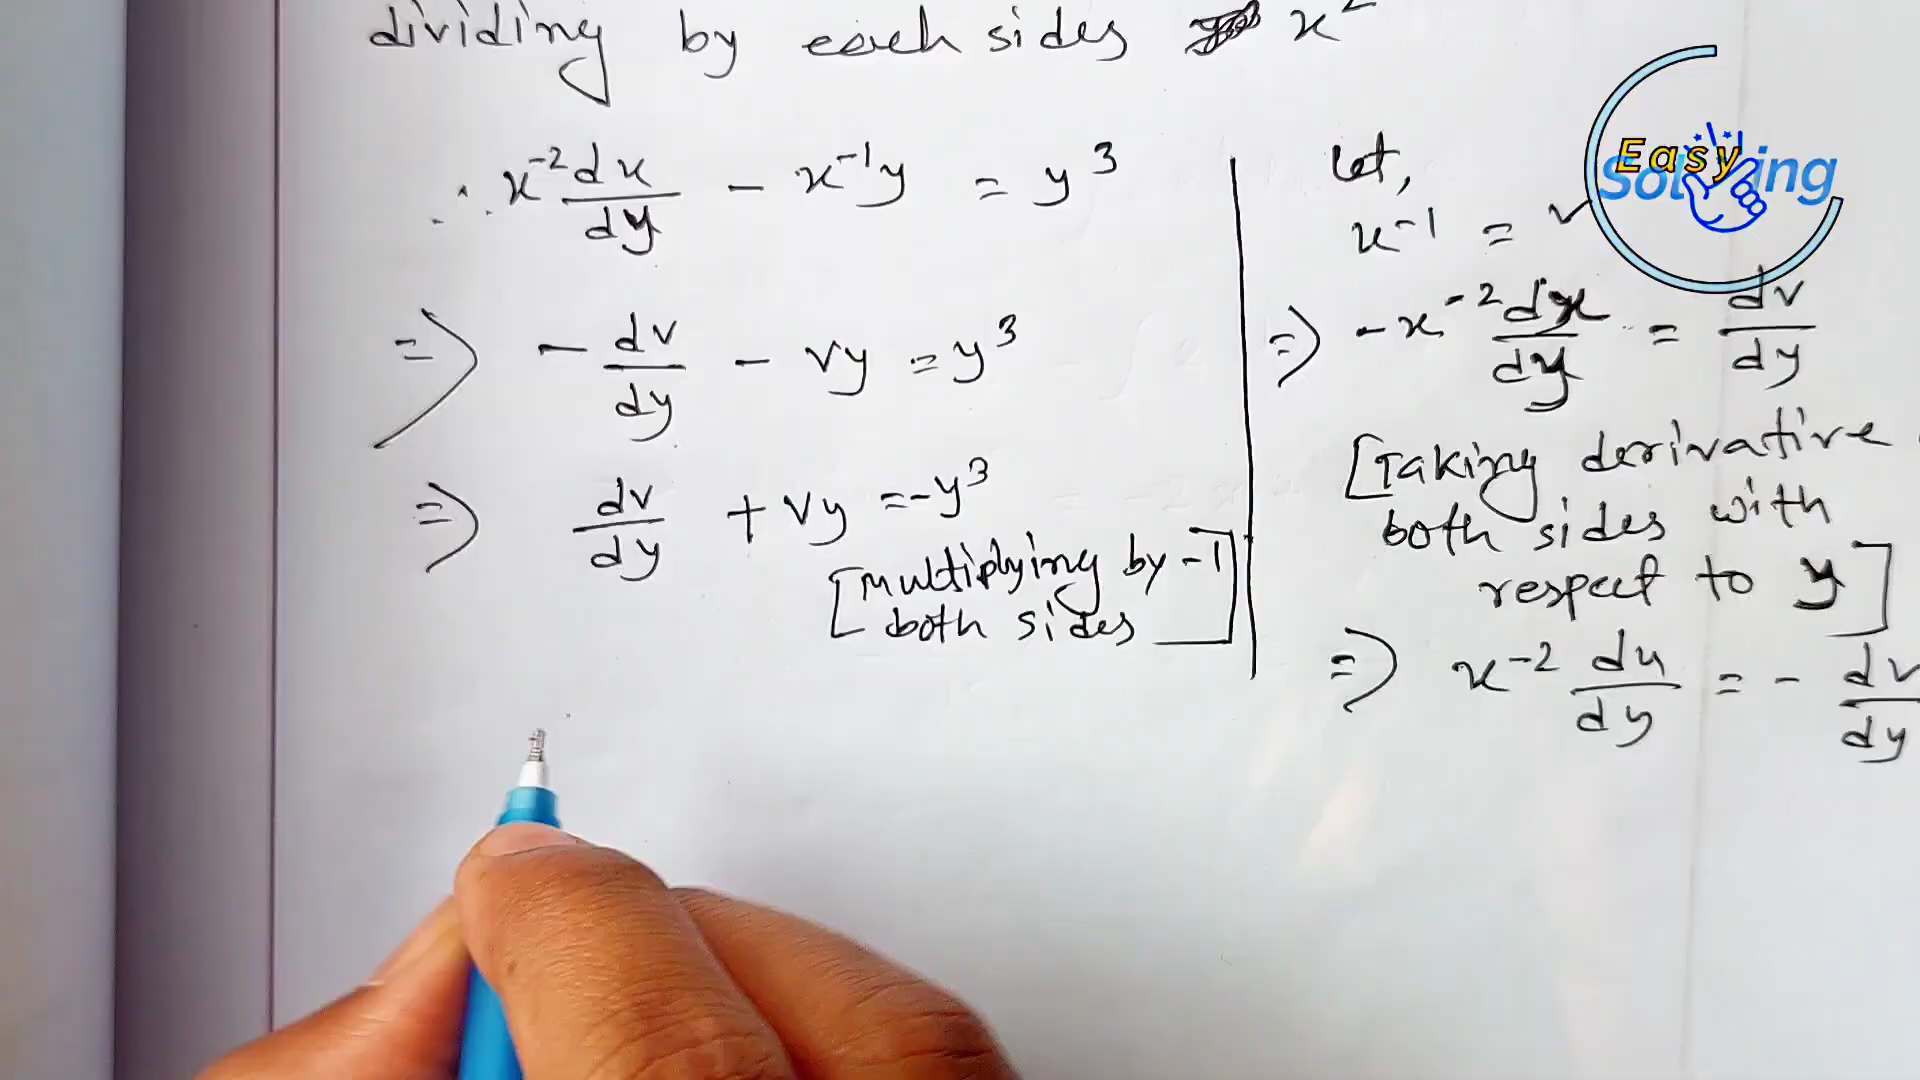 dividing by each sides x²
∴ x⁻² dx/dy - x⁻¹y = y³
=> - dv/dy - vy = y³
=> dv/dy + vy = -y³
[Multiplying by -1
both sides]
Let,
x⁻¹ = v
=> -x⁻² dx/dy = dv/dy
[Taking derivative
both sides with
respect to y]
=> x⁻² dx/dy = - dv/dy
Easy
Solving